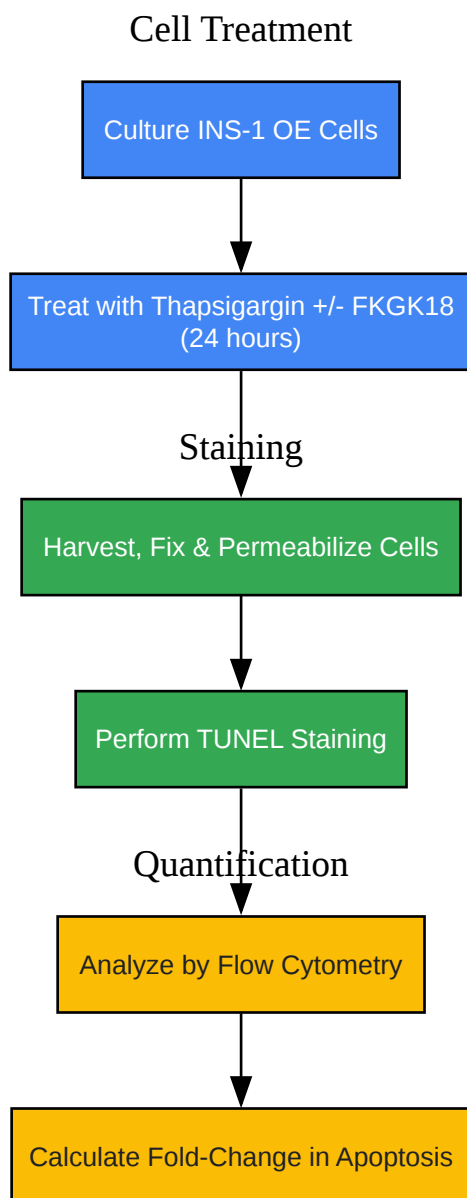 Cell Treatment
Culture INS-1 OE Cells
Treat with Thapsigargin +/- FKGK18
(24 hours)
Staining
Harvest, Fix & Permeabilize Cells
Perform TUNEL Staining
Quantification
Analyze by Flow Cytometry
Calculate Fold-Change in Apoptosis